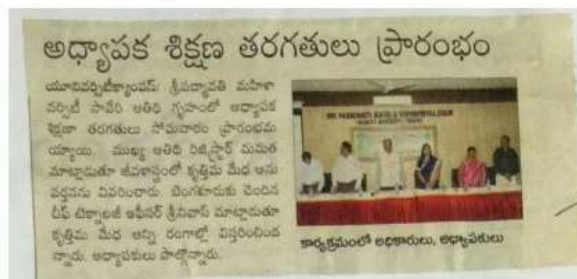 అధ్యాపక శిక్షణ తరగతులు ప్రారంభం
యూనివర్సిటీక్యాంపస్: శ్రీపద్మావతి మహిళా
వర్సిటీ సావేరి అతిథి గృహంలో అధ్యాపక
శిక్షణా తరగతులు సోమవారం ప్రారంభమ
య్యాయి. ముఖ్య అతిథి రిజిస్ట్రార్ మమత
మాట్లాడుతూ జీవశాస్త్రంలో కృత్రిమ మేధ అను
వర్తనను వివరించారు. బెంగళూరుకు చెందిన
చీఫ్ టెక్నాలజీ ఆఫీసర్ శ్రీనివాస్ మాట్లాడుతూ
కృత్రిమ మేధ అన్ని రంగాల్లో విస్తరించింద
న్నారు. అధ్యాపకులు పాల్గొన్నారు.
SRI PADMAVATI MAHILA VISVAVIDYALAYAM
కార్యక్రమంలో అధికారులు, అధ్యాపకులు